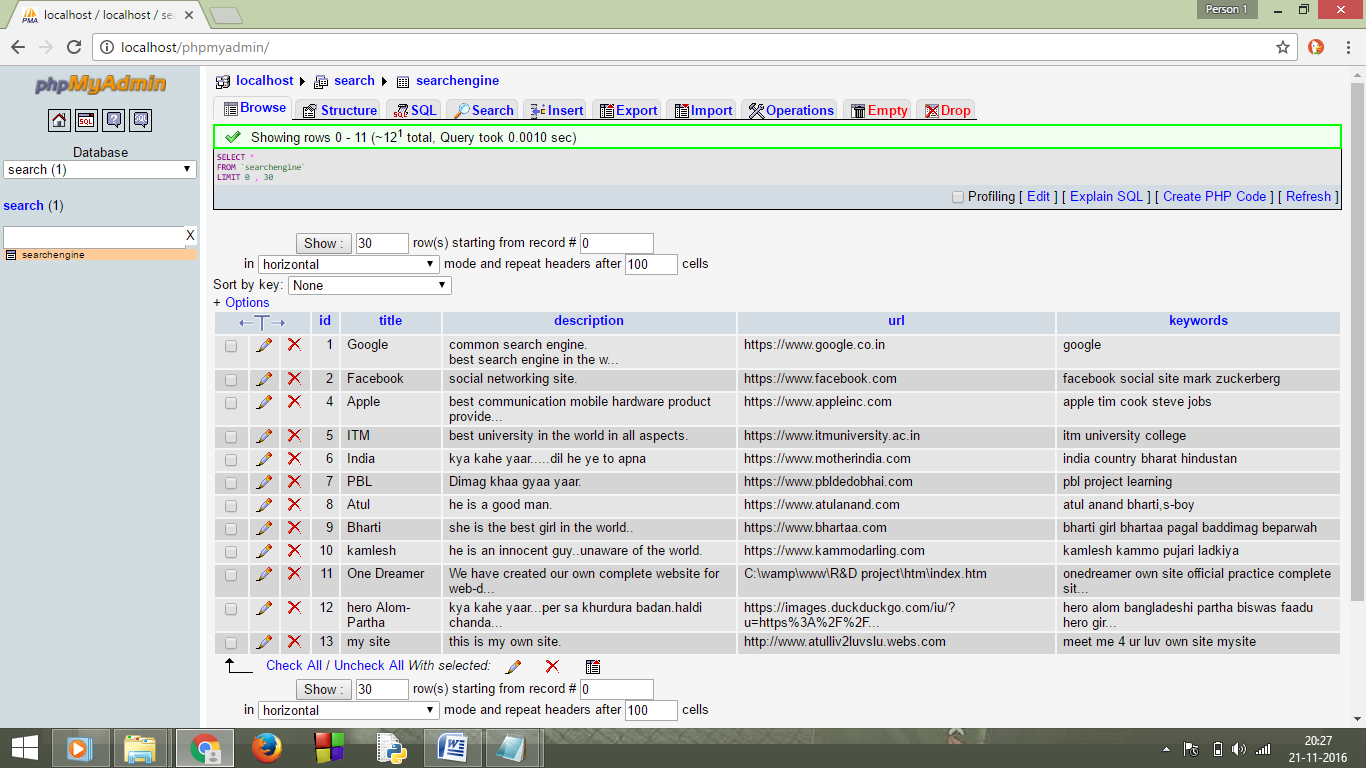 localhost / localhost / sea
Person 1
localhost/phpmyadmin/
phpMyAdmin
localhost search searchengine
Browse Structure SQL Search Insert Export Import Operations Empty Drop
Showing rows 0 - 11 (~12¹ total, Query took 0.0010 sec)
SELECT *
FROM `searchengine`
LIMIT 0 , 30
Profiling [ Edit ] [ Explain SQL ] [ Create PHP Code ] [ Refresh ]
Database
search (1)
search (1)
X
searchengine
Show : 30 row(s) starting from record # 0
in horizontal mode and repeat headers after 100 cells
Sort by key: None
+ Options
←T→ id title description url keywords
1 Google common search engine. https://www.google.co.in google
best search engine in the w...
2 Facebook social networking site. https://www.facebook.com facebook social site mark zuckerberg
4 Apple best communication mobile hardware product https://www.appleinc.com apple tim cook steve jobs
provide...
5 ITM best university in the world in all aspects. https://www.itmuniversity.ac.in itm university college
6 India kya kahe yaar.....dil he ye to apna https://www.motherindia.com india country bharat hindustan
7 PBL Dimag khaa gyaa yaar. https://www.pbldedobhai.com pbl project learning
8 Atul he is a good man. https://www.atulanand.com atul anand bharti,s-boy
9 Bharti she is the best girl in the world.. https://www.bhartaa.com bharti girl bhartaa pagal baddimag beparwah
10 kamlesh he is an innocent guy..unaware of the world. https://www.kammodarling.com kamlesh kammo pujari ladkiya
11 One Dreamer We have created our own complete website for C:\wamp\www\R&D project\htm\index.htm onedreamer own site official practice complete
web-d... sit...
12 hero Alom- kya kahe yaar...per sa khurdura badan.haldi https://images.duckduckgo.com/iu/? hero alom bangladeshi partha biswas faadu
Partha chanda... u=https%3A%2F%2F... hero gir...
13 my site this is my own site. http://www.atulliv2luvslu.webs.com meet me 4 ur luv own site mysite
Check All / Uncheck All With selected:
Show : 30 row(s) starting from record # 0
in horizontal mode and repeat headers after 100 cells
20:27
21-11-2016